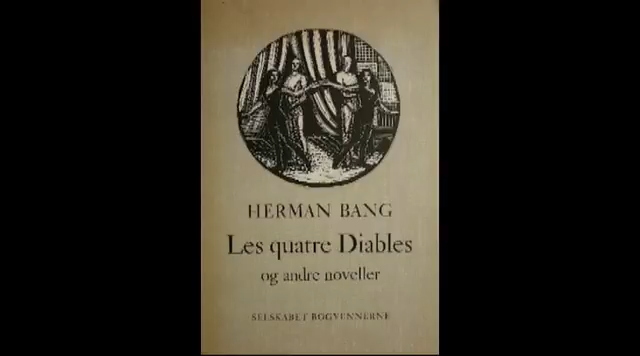 HERMAN BANG
Les quatre Diables
og andre noveller
SELSKABET BOGVENNERNE